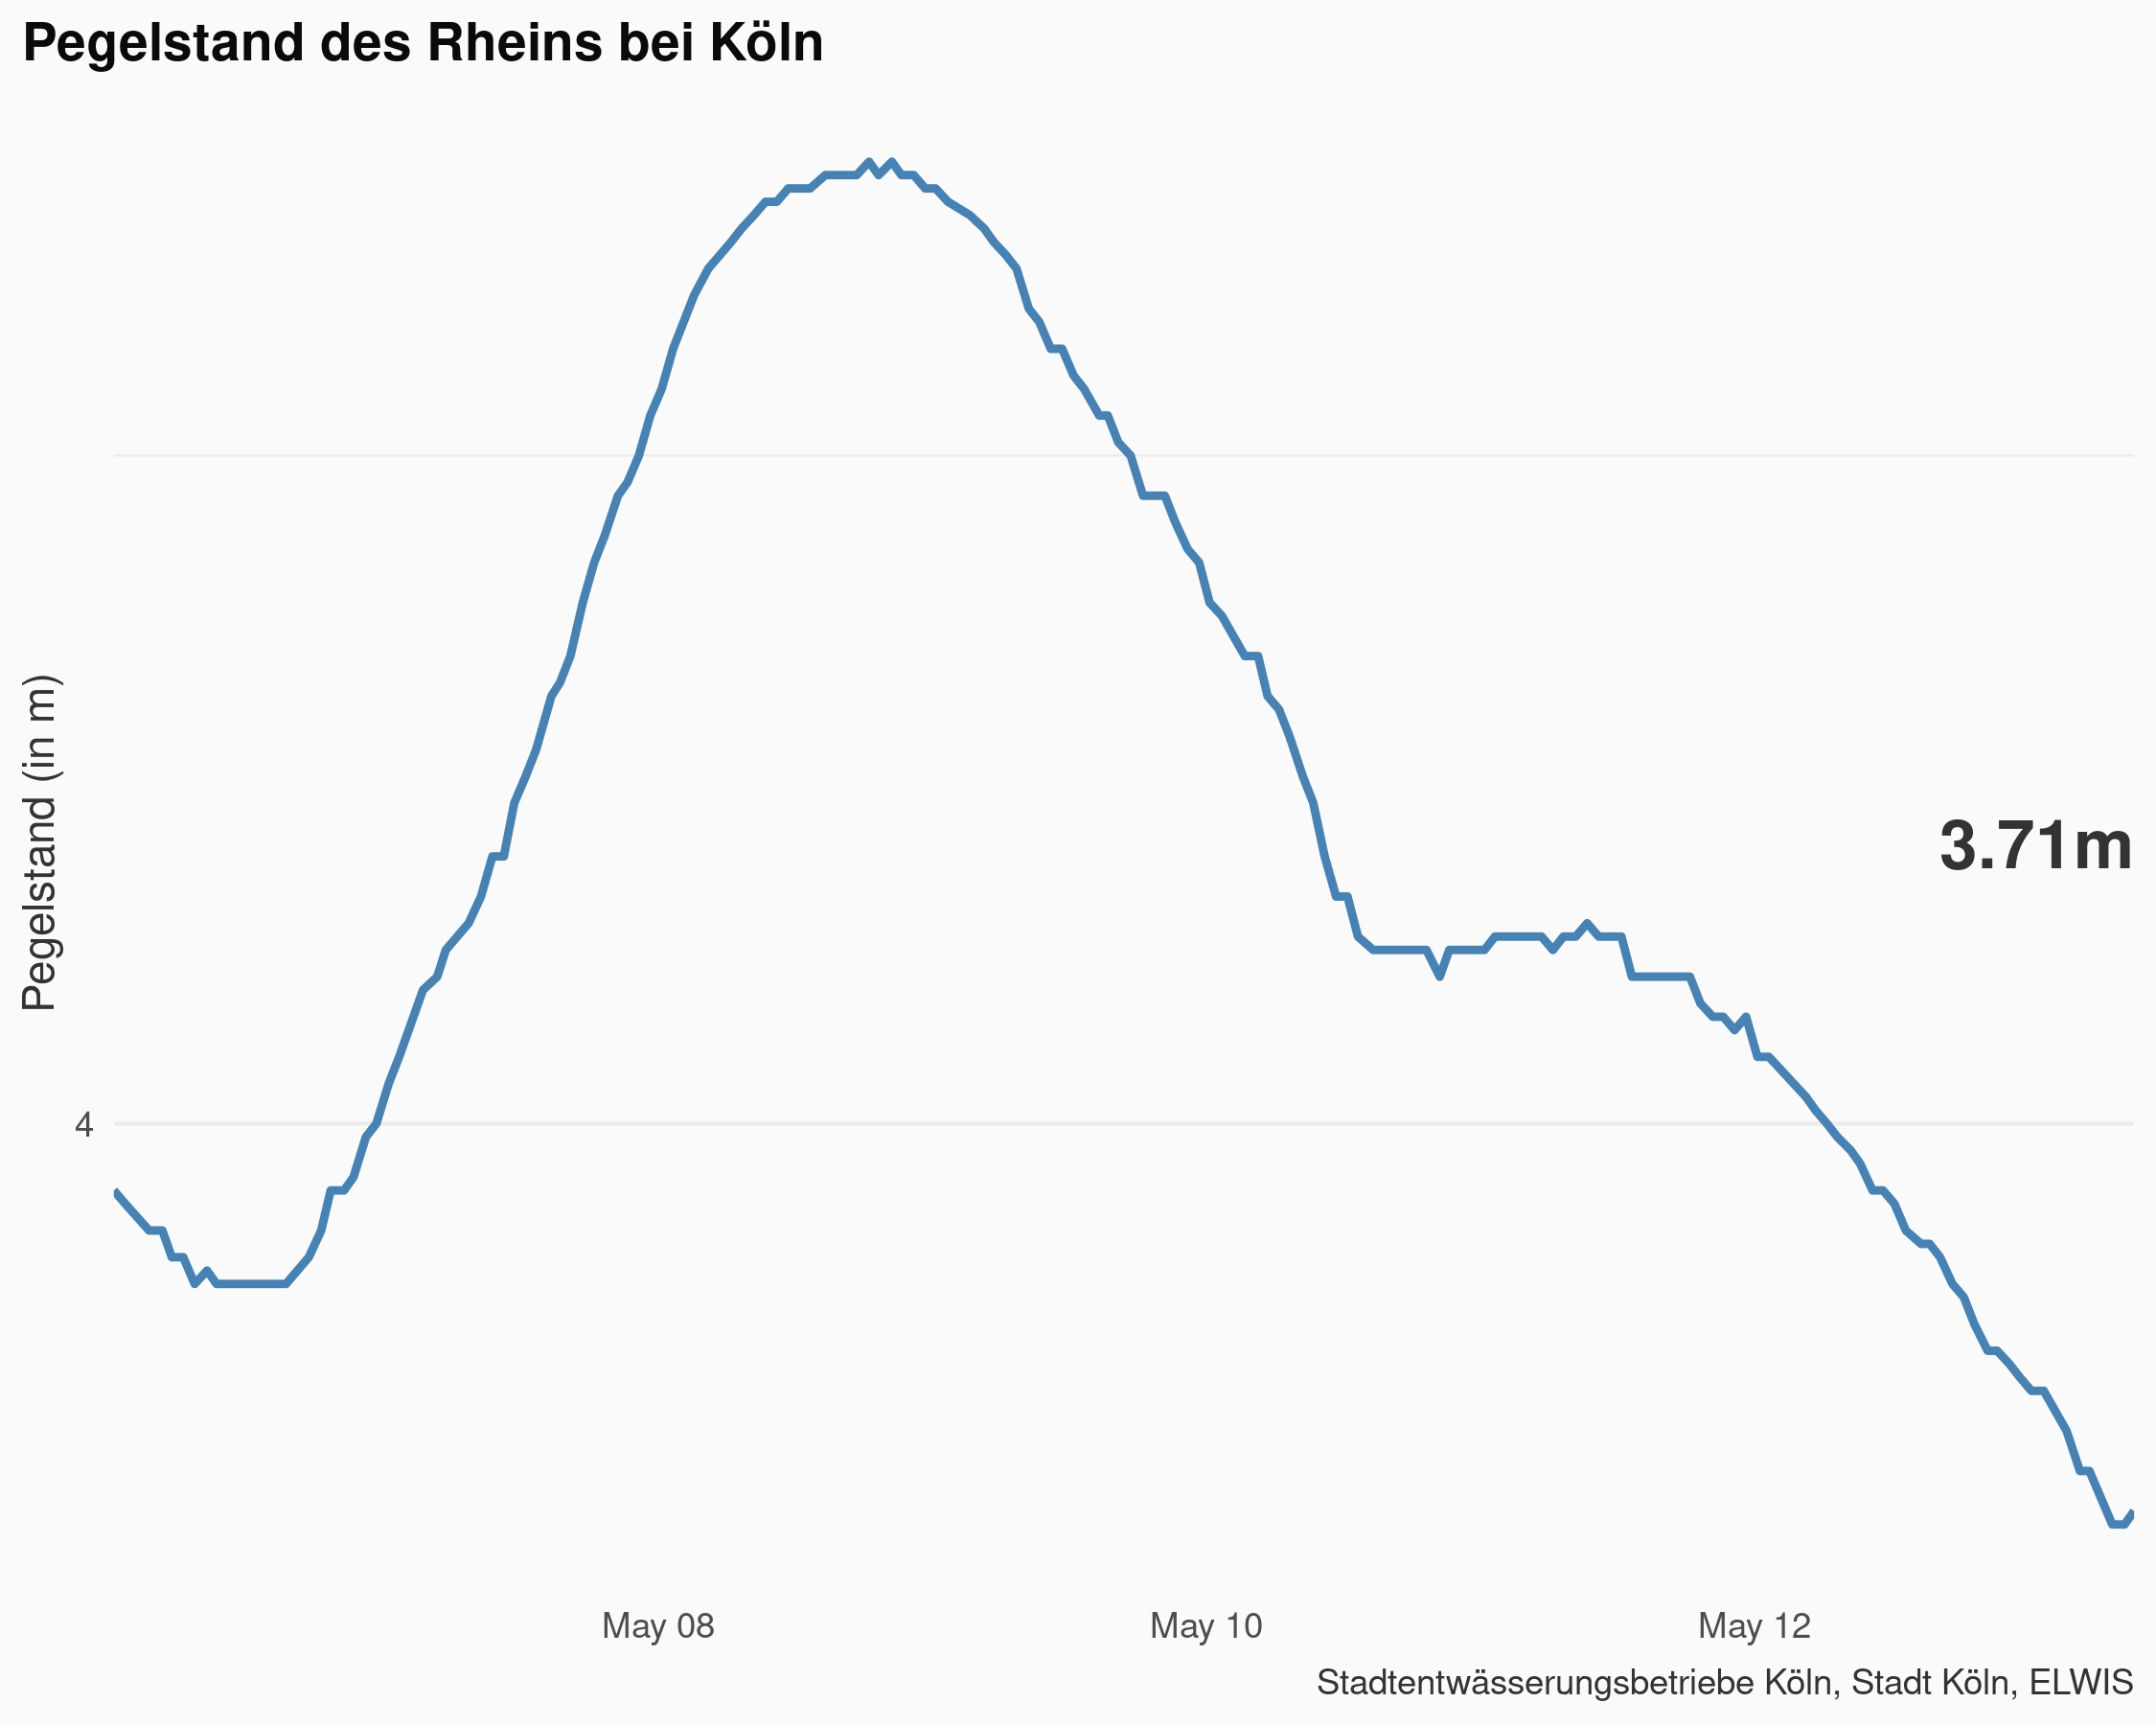 Pegelstand des Rheins bei Köln
Pegelstand (in m)
3.71m
4
May 08
May 10
May 12
Stadtentwässerungsbetriebe Köln, Stadt Köln, ELWIS